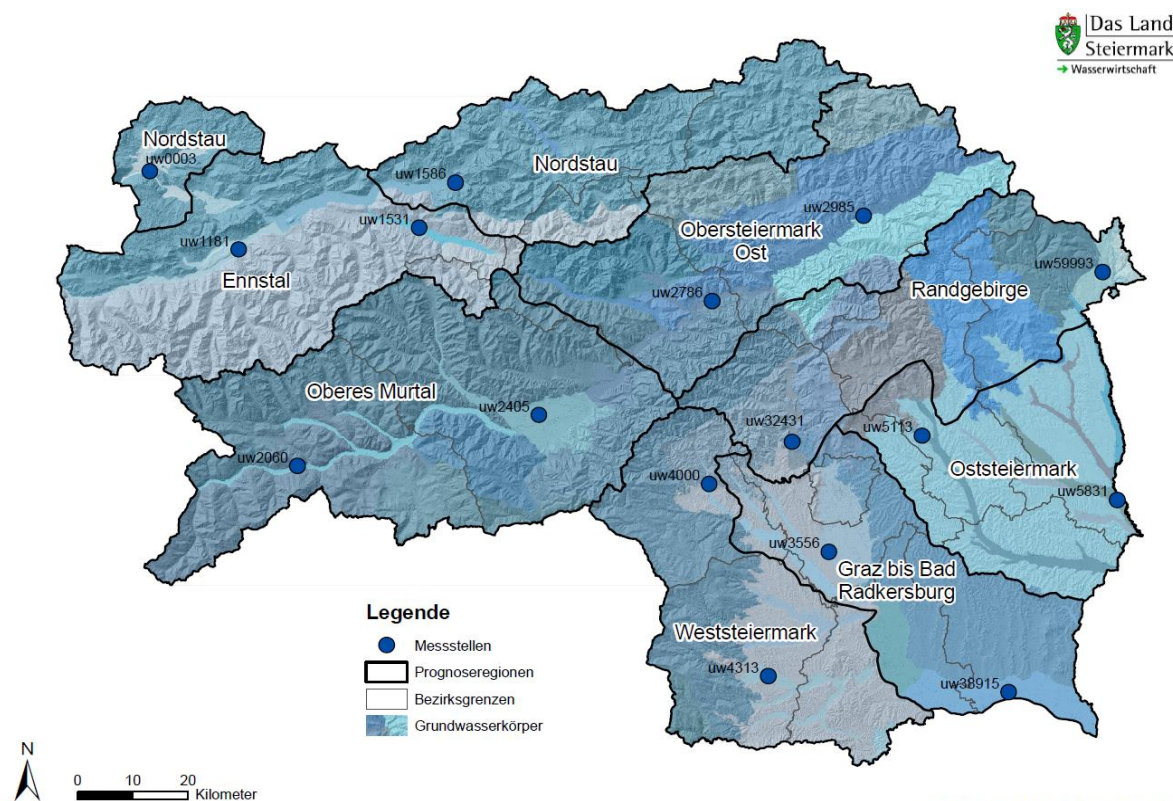 Das Land
Steiermark
→ Wasserwirtschaft
Nordstau
uw0003
Nordstau
uw1586
uw2985
uw1531
Obersteiermark
Ost
uw1181
Ennstal
uw59993
Randgebirge
uw2786
Oberes Murtal
uw2405
uw32431
uw5113
uw2060
Oststeiermark
uw4000
uw5831
uw3556
Graz bis Bad
Radkersburg
Legende
Messstellen
Weststeiermark
Prognoseregionen
uw4313
uw38915
Bezirksgrenzen
Grundwasserkörper
N
0 10 20
Kilometer